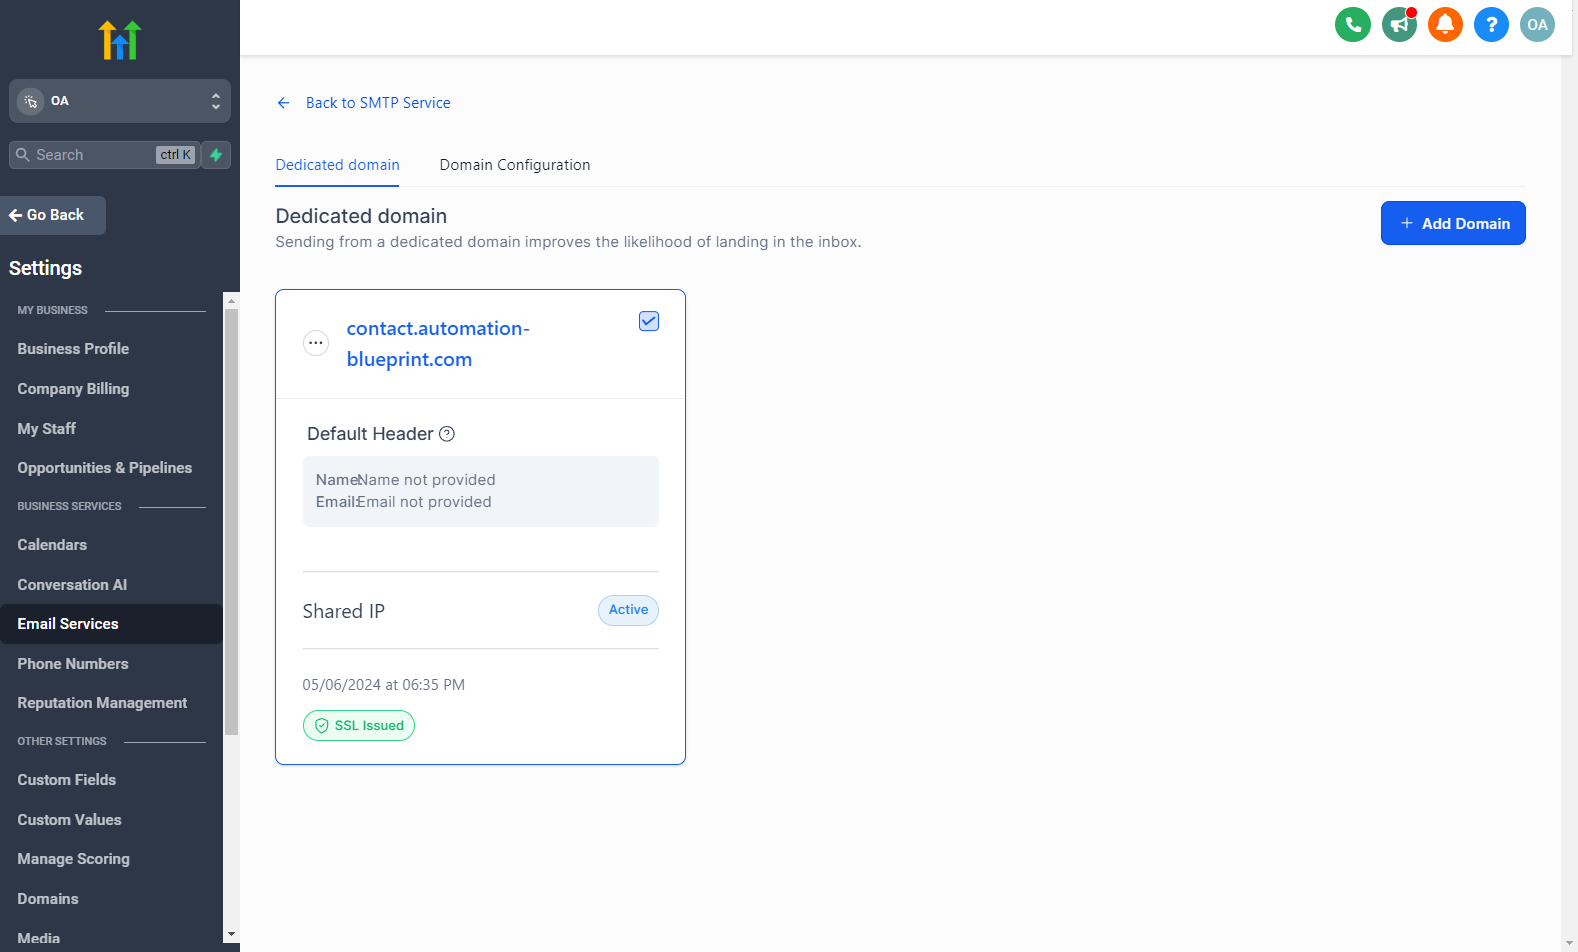 OA
Search
ctrl K
Go Back
Settings
MY BUSINESS
Business Profile
Company Billing
My Staff
Opportunities & Pipelines
BUSINESS SERVICES
Calendars
Conversation AI
Email Services
Phone Numbers
Reputation Management
OTHER SETTINGS
Custom Fields
Custom Values
Manage Scoring
Domains
Media
?
OA
Back to SMTP Service
Dedicated domain
Domain Configuration
Dedicated domain
Sending from a dedicated domain improves the likelihood of landing in the inbox.
+ Add Domain
contact.automation-
blueprint.com
Default Header
Name: Name not provided
Email: Email not provided
Shared IP
Active
05/06/2024 at 06:35 PM
SSL Issued